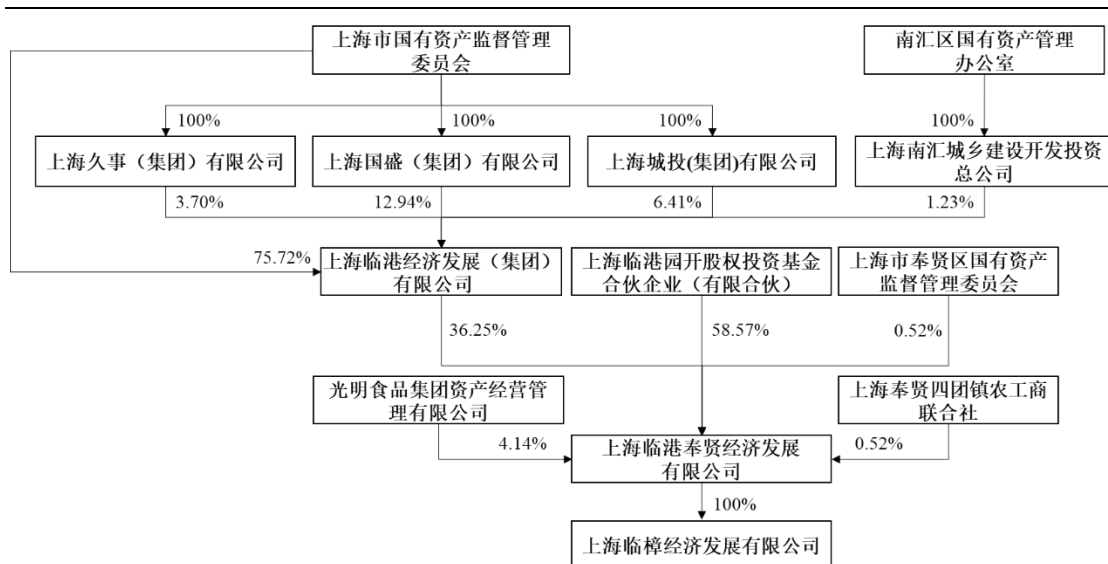 上海市国有资产监督管理
委员会
南汇区国有资产管理
办公室
100%
100%
100%
100%
上海久事（集团）有限公司
上海国盛（集团）有限公司
上海城投(集团)有限公司
上海南汇城乡建设开发投资
总公司
3.70%
12.94%
6.41%
1.23%
75.72%
上海临港经济发展（集团）
有限公司
上海临港园开股权投资基金
合伙企业（有限合伙）
上海市奉贤区国有资产
监督管理委员会
36.25%
58.57%
0.52%
光明食品集团资产经营管
理有限公司
上海奉贤四团镇农工商
联合社
4.14%
上海临港奉贤经济发展
有限公司
0.52%
100%
上海临樟经济发展有限公司